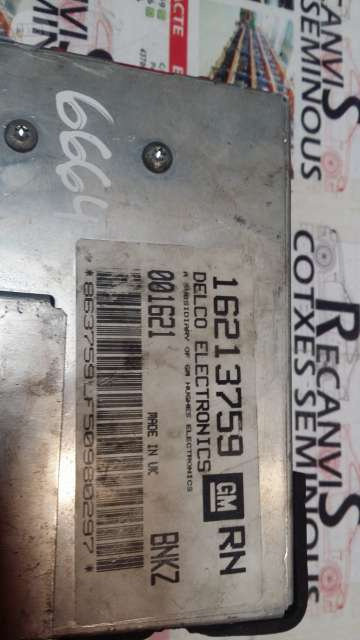 6664
16213759 RN
DELCO ELECTRONICS
A SUBSIDIARY OF GM HUGHES ELECTRONICS
GM
001621
MADE IN UK
BNKZ
*863759WF509980297*
RECANVIS
COTXES SEMINOUS
RECANVIS
SEMINOUS